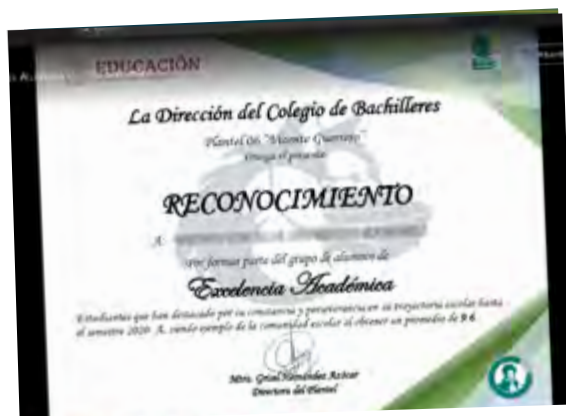 EDUCACIÓN
La Dirección del Colegio de Bachilleres
Plantel 06 "Vicente Guerrero"
Otorga el presente
RECONOCIMIENTO
A:
Por formar parte del grupo de alumnos de
Excelencia Académica
Estudiantes que han destacado por su constancia y perseverancia en su trayectoria escolar hasta
el semestre 2020-A, siendo ejemplo de la comunidad escolar al obtener un promedio de 9.6
Mtra. Hernández Azócar
Directora del Plantel